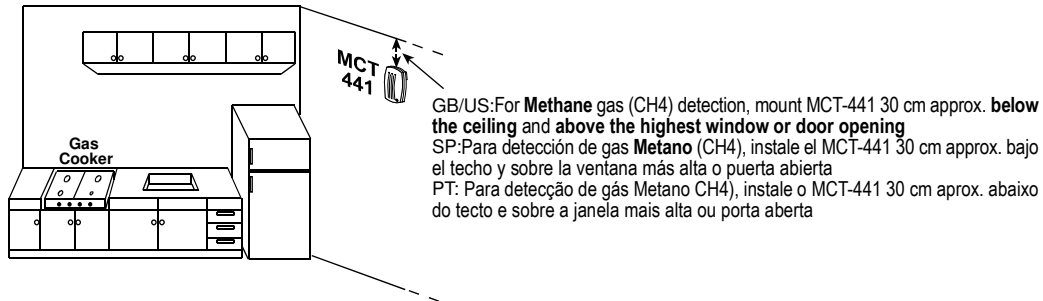 MCT
441
Gas
Cooker
GB/US:For Methane gas (CH4) detection, mount MCT-441 30 cm approx. below
the ceiling and above the highest window or door opening
SP:Para detección de gas Metano (CH4), instale el MCT-441 30 cm approx. bajo
el techo y sobre la ventana más alta o puerta abierta
PT: Para detecção de gás Metano CH4), instale o MCT-441 30 cm aprox. abaixo
do tecto e sobre a janela mais alta ou porta aberta